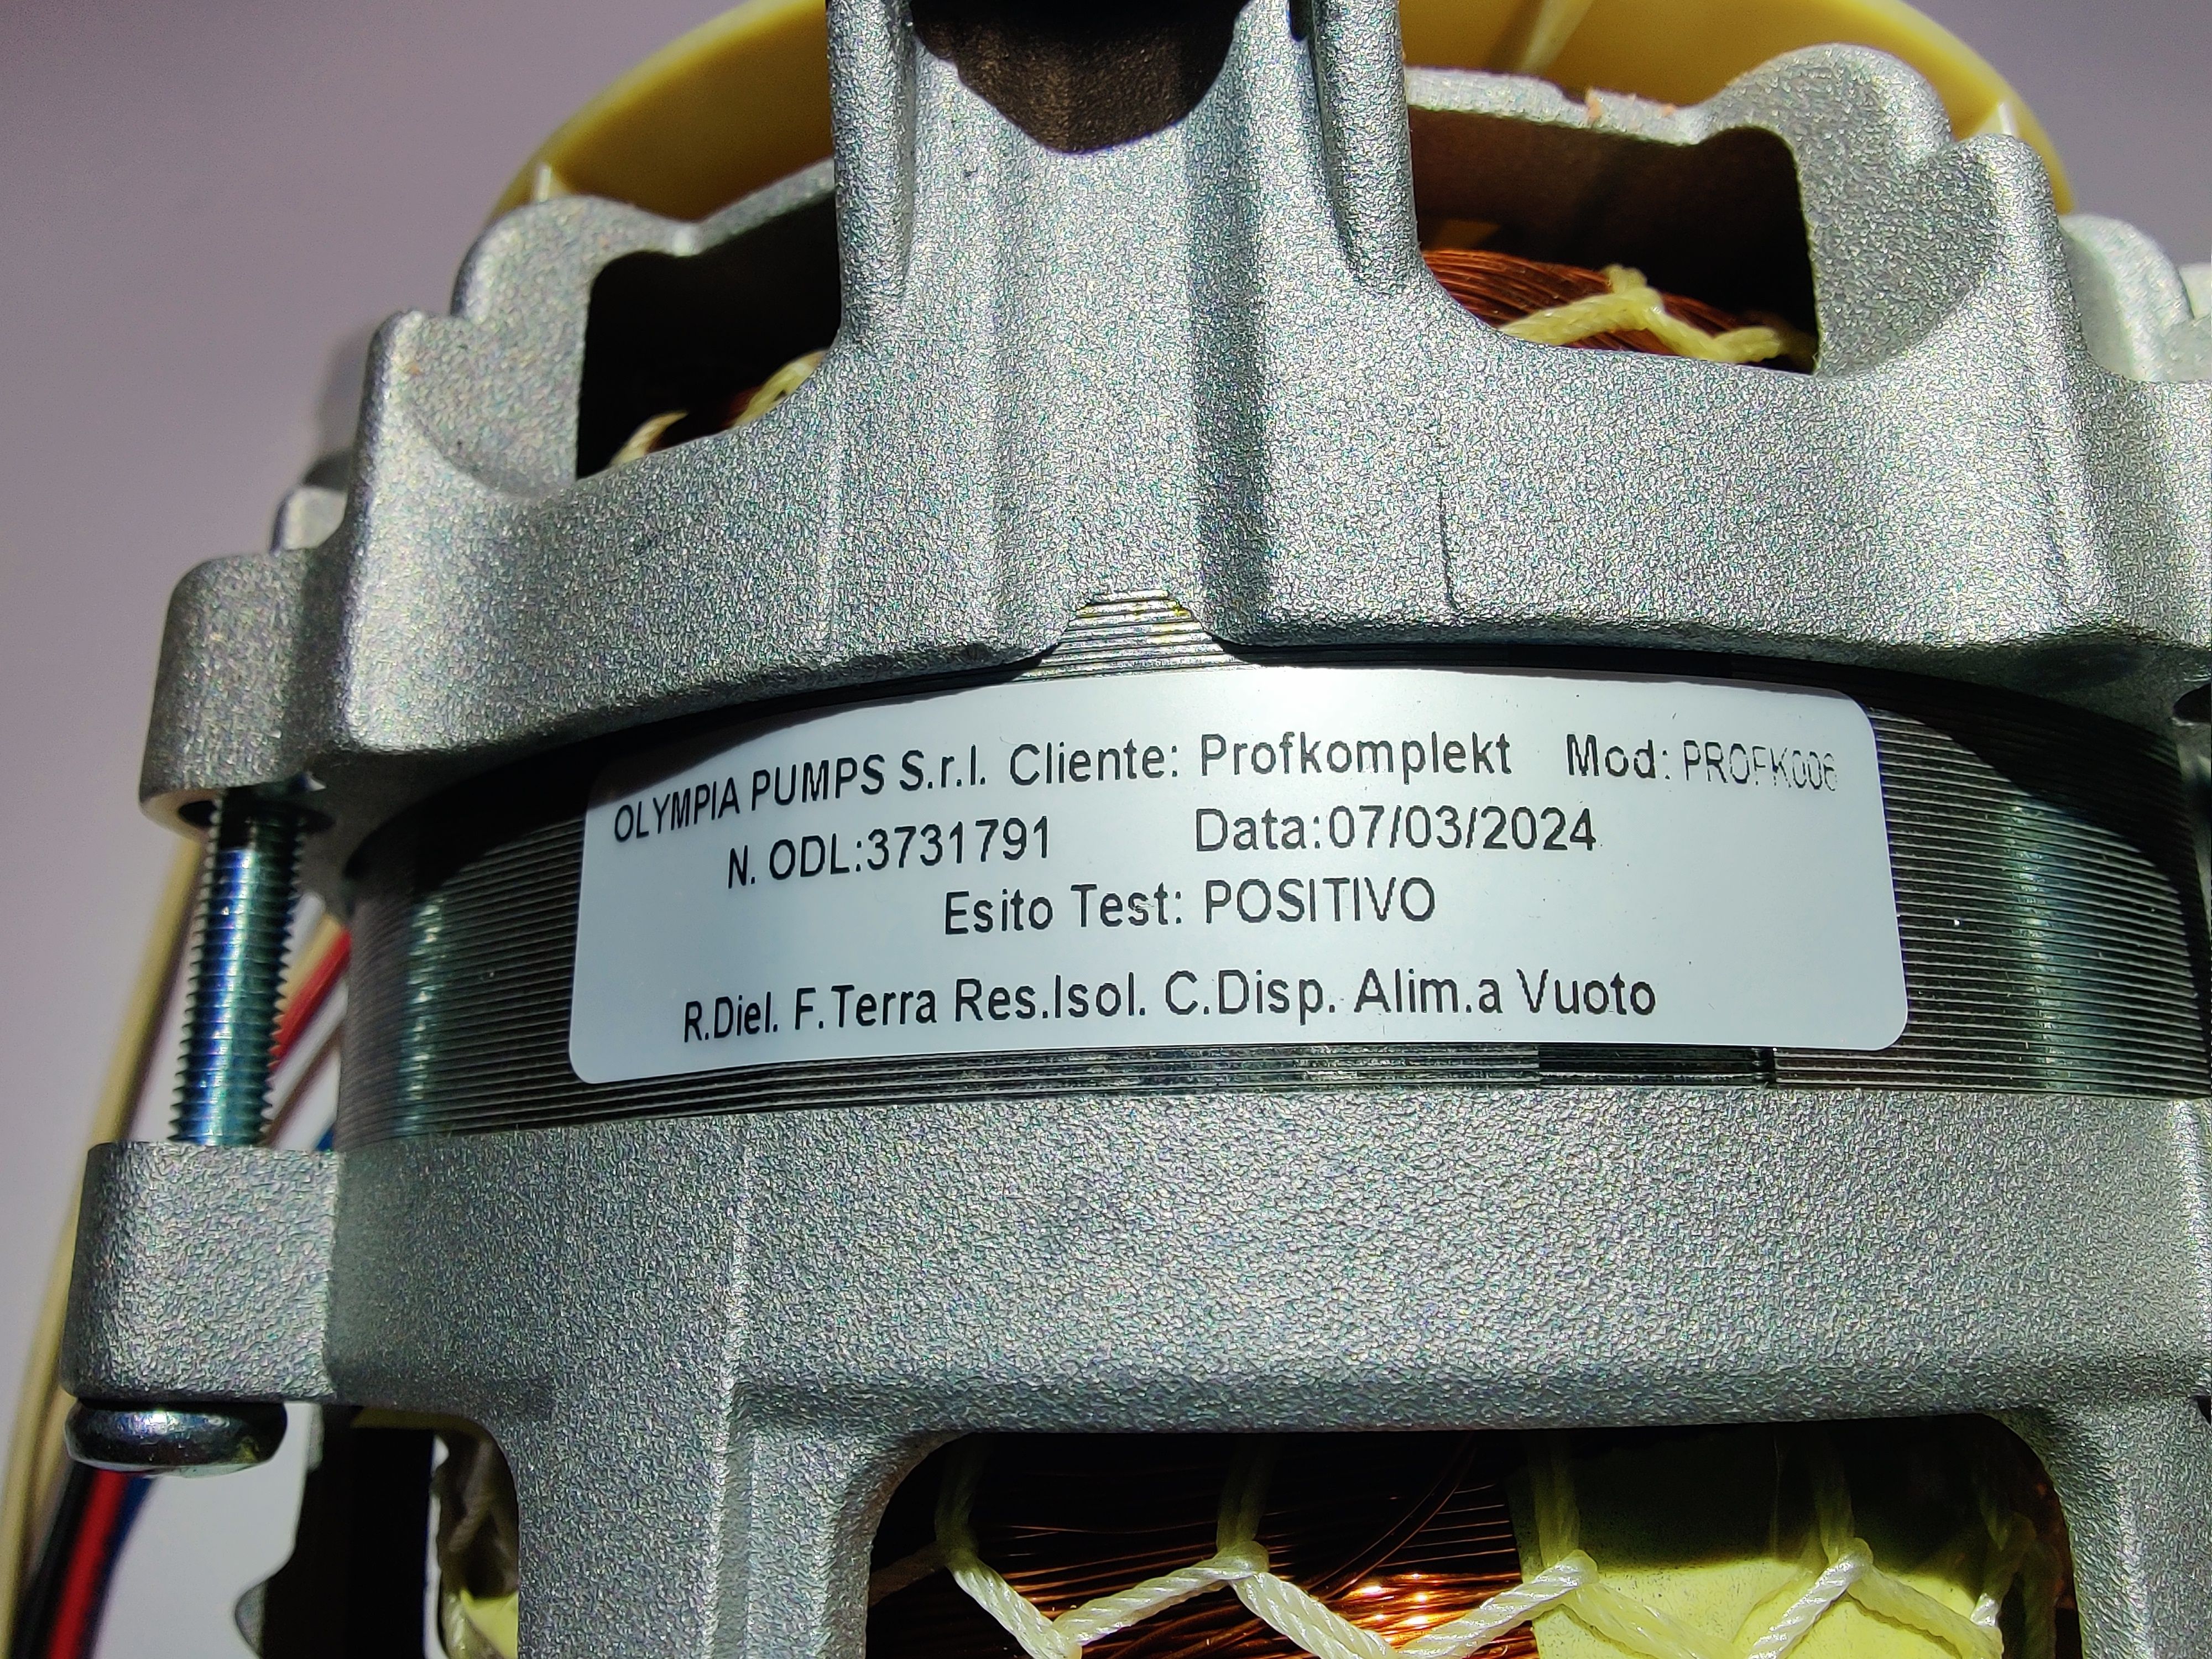 OLYMPIA PUMPS S.r.l. Cliente: Profkomplekt Mod: PROFK006
N. ODL:3731791 Data:07/03/2024
Esito Test: POSITIVO
R.Diel. F.Terra Res.Isol. C.Disp. Alim.a Vuoto